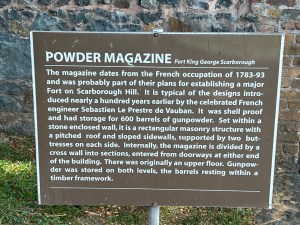 POWDER MAGAZINE Fort King George Scarborough
The magazine dates from the French occupation of 1783-93
and was probably part of their plans for establishing a major
Fort on Scarborough Hill. It is typical of the designs intro-
duced nearly a hundred years earlier by the celebrated French
engineer Sebastien Le Prestre de Vauban. It was shell proof
and had storage for 600 barrels of gunpowder. Set within a
stone enclosed wall, it is a rectangular masonry structure with
a pitched roof and sloped sidewalls, supported by two but-
tresses on each side. Internally, the magazine is divided by a
cross wall into sections, entered from doorways at either end
of the building. There was originally an upper floor. Gunpow-
der was stored on both levels, the barrels resting within a
timber framework.